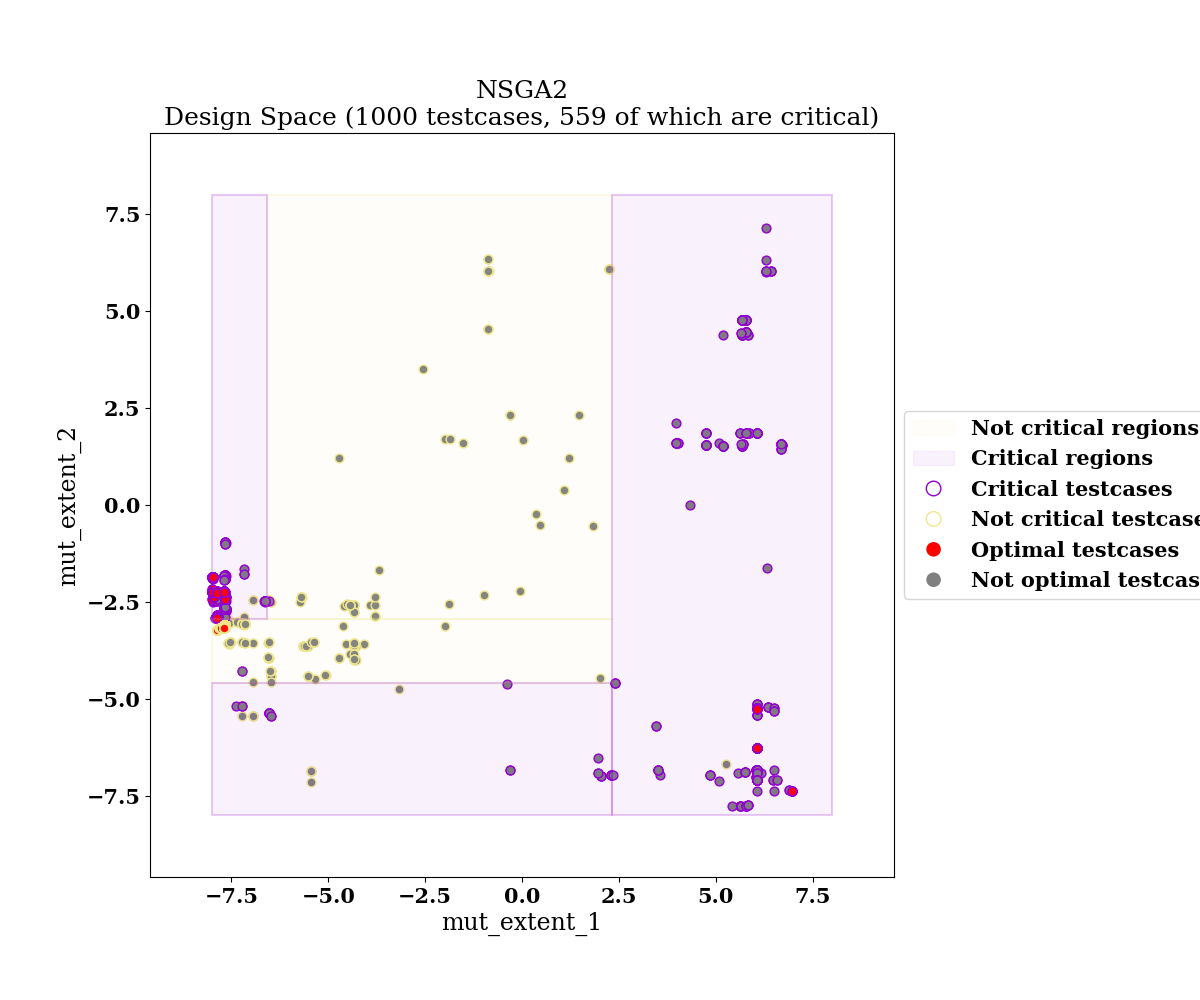 NSGA2
Design Space (1000 testcases, 559 of which are critical)
7.5
5.0
2.5
0.0
−2.5
−5.0
−7.5
mut_extent_2
−7.5
−5.0
−2.5
0.0
2.5
5.0
7.5
mut_extent_1
Not critical regions
Critical regions
Critical testcases
Not critical testcase
Optimal testcases
Not optimal testcas